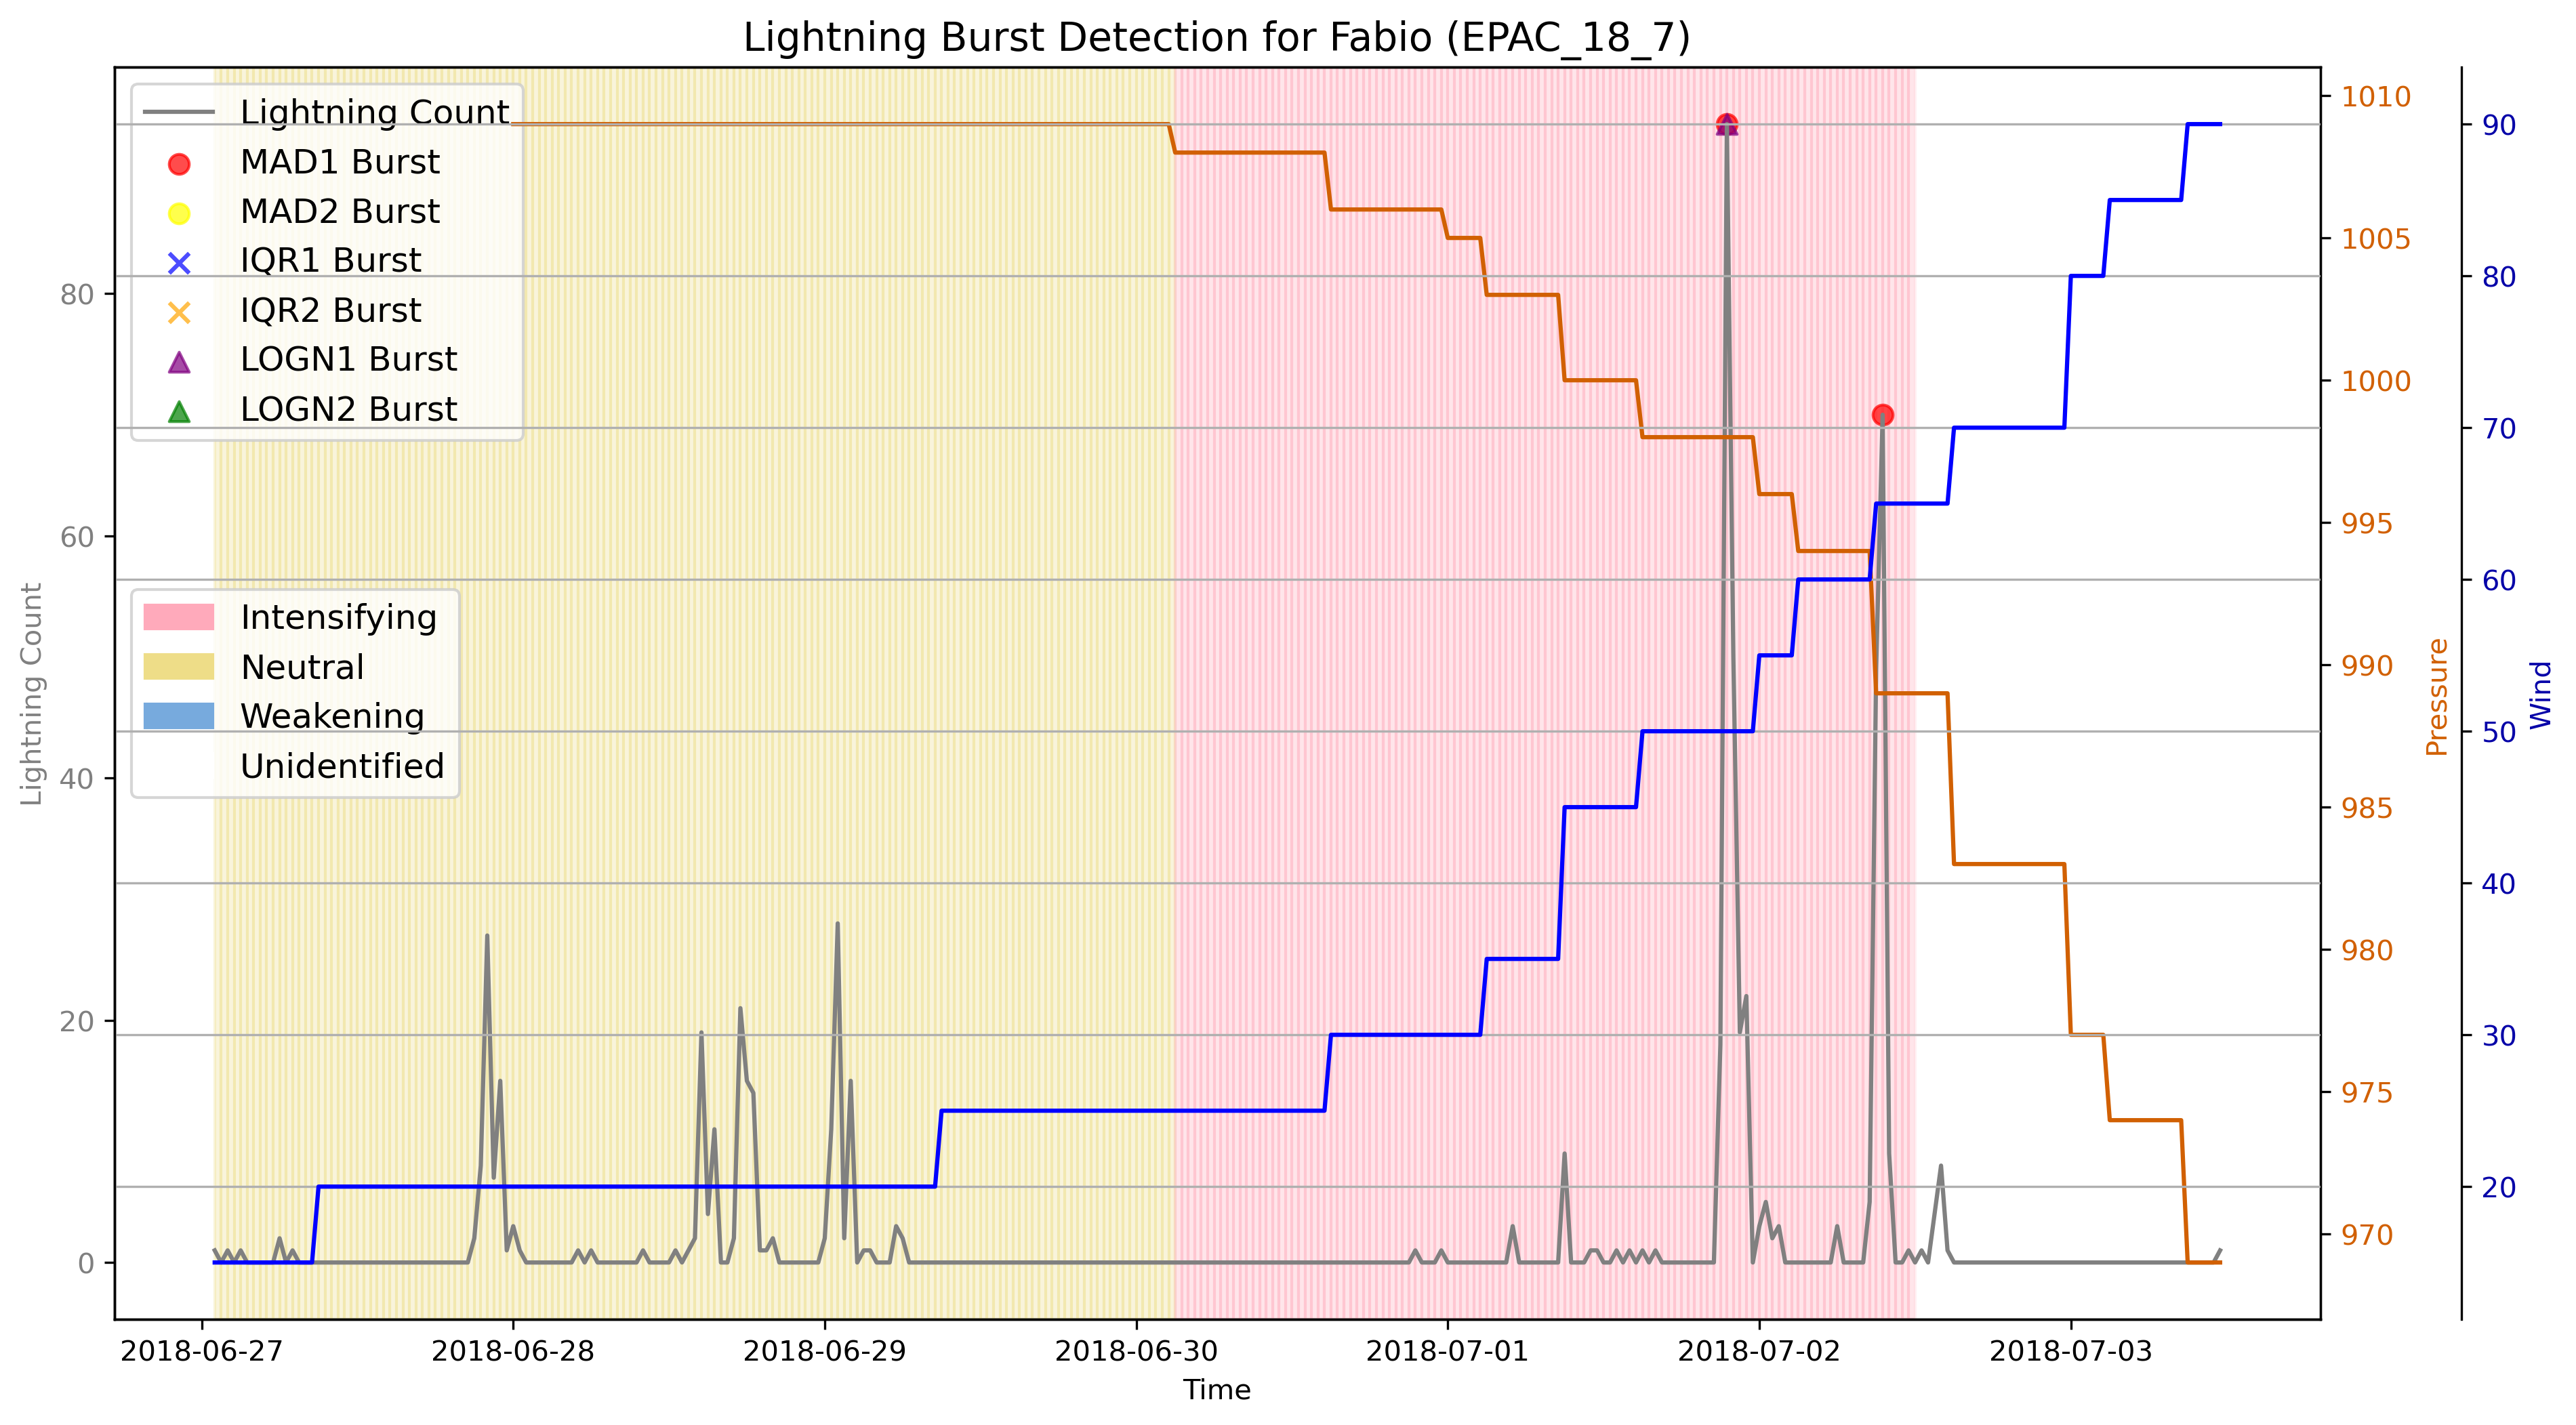 Lightning Burst Detection for Fabio (EPAC_18_7)
Lightning Count
MAD1 Burst
MAD2 Burst
IQR1 Burst
IQR2 Burst
LOGN1 Burst
LOGN2 Burst
Intensifying
Neutral
Weakening
Unidentified
Lightning Count
80
60
40
20
0
1010
1005
1000
995
990
985
980
975
970
Pressure
90
80
70
60
50
40
30
20
Wind
2018-06-27 2018-06-28 2018-06-29 2018-06-30 2018-07-01 2018-07-02 2018-07-03
Time